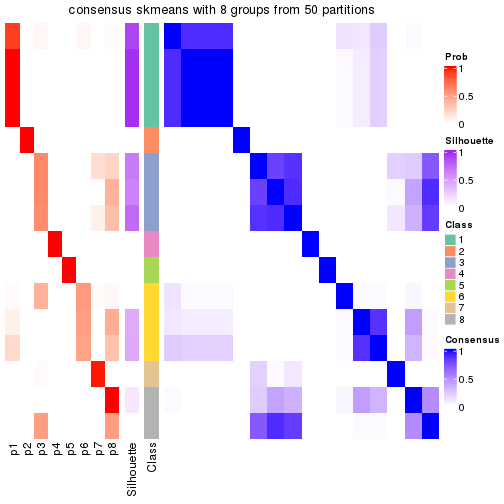 consensus skmeans with 8 groups from 50 partitions
Prob
1
0.5
0
Silhouette
1
0.5
0
Class
1
2
3
4
5
6
7
8
Consensus
1
0.5
0
p1
p2
p3
p4
p5
p6
p7
p8
Silhouette
Class